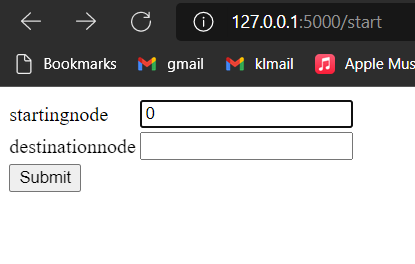 127.0.0.1:5000/start
Bookmarks gmail klmail Apple Mus
startingnode 0
destinationnode
Submit